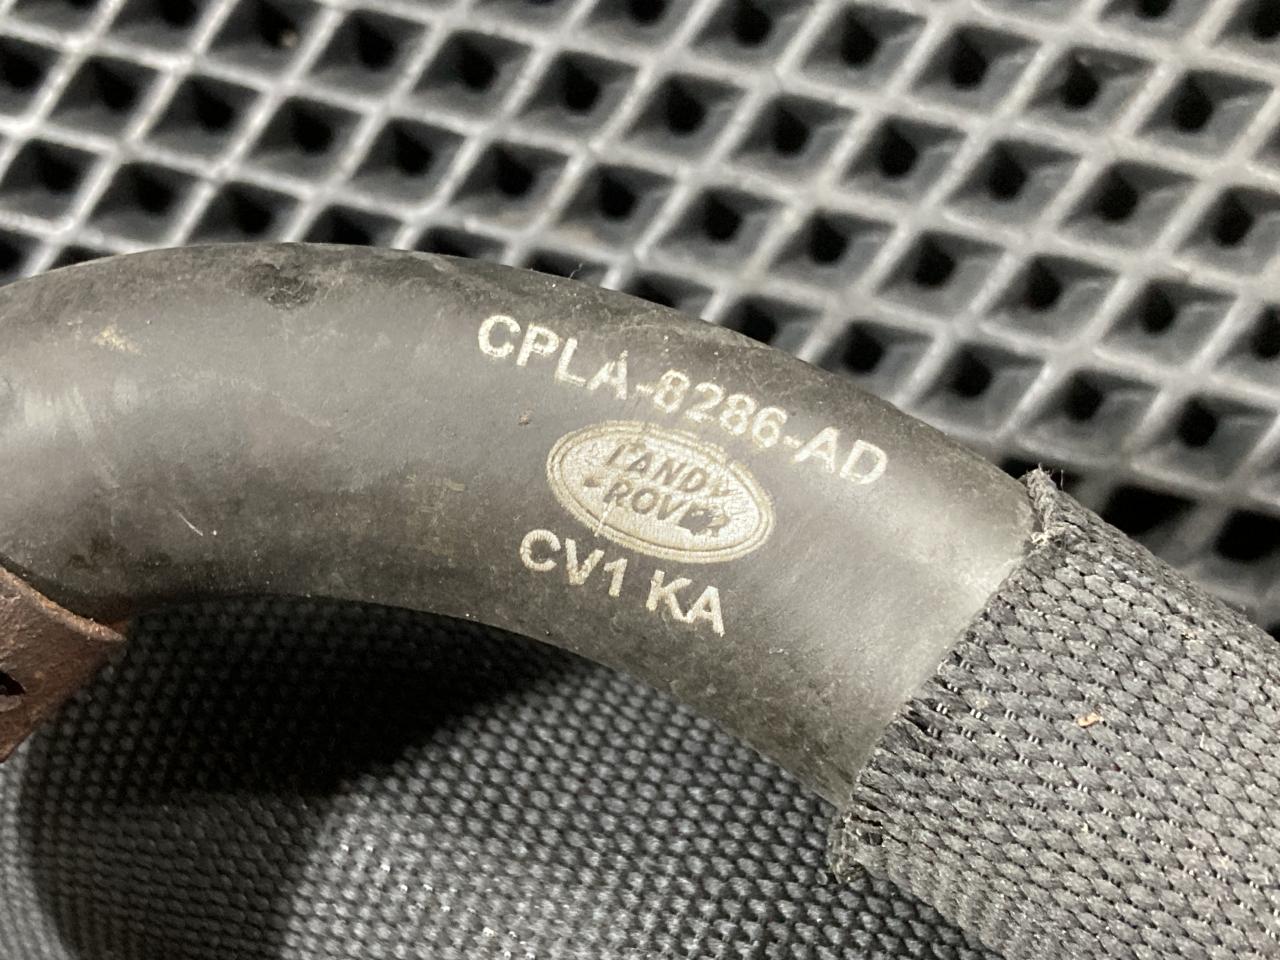 CPLA-8286-AD
LAND
ROVER
CV1 KA